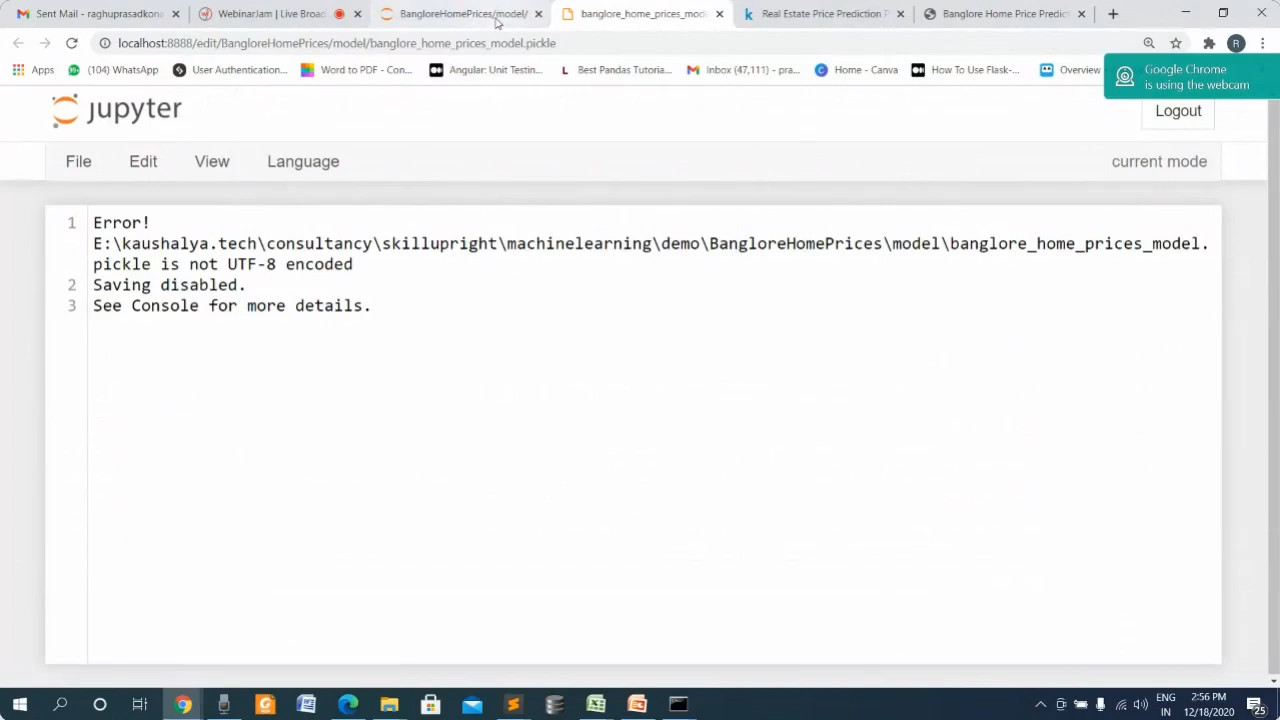 Sent Mail - raghuprasadkon
WebinarJam | Live Broad
BangloreHomePrices/model/
banglore_home_prices_mod
Real Estate Price Prediction P
Banglore Home Price Predic
localhost:8888/edit/BangloreHomePrices/model/banglore_home_prices_model.pickle
Apps
(104) WhatsApp
User Authentication...
Word to PDF - Con...
Angular: Unit Testin...
Best Pandas Tutoria...
Inbox (47,111) - pra...
Home - Canva
How To Use Flask-...
Overview
Google Chrome
is using the webcam
R
jupyter
Logout
File
Edit
View
Language
current mode
1 Error!
E:\kaushalya.tech\consultancy\skillupright\machinelearning\demo\BangloreHomePrices\model\banglore_home_prices_model.
pickle is not UTF-8 encoded
2 Saving disabled.
3 See Console for more details.
ENG
IN
2:56 PM
12/18/2020
25